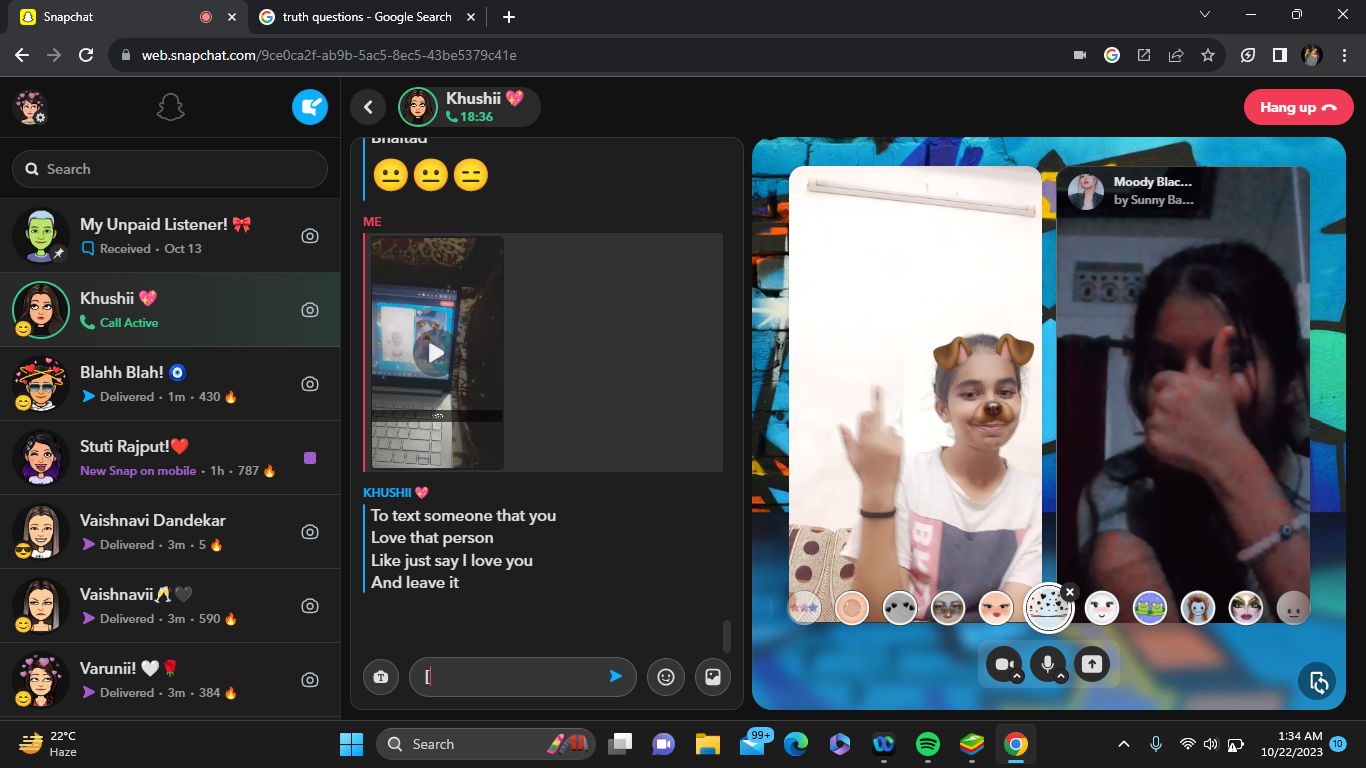 Snapchat
truth questions - Google Search
web.snapchat.com/9ce0ca2f-ab9b-5ac5-8ec5-43be5379c41e
Search
My Unpaid Listener! 🎀
Received · Oct 13
Khushii 💖
Call Active
Blahh Blah! 🧿
Delivered · 1m · 430 🔥
Stuti Rajput!❤️
New Snap on mobile · 1h · 787 🔥
Vaishnavi Dandekar
Delivered · 3m · 5 🔥
Vaishnavii🥂🖤
Delivered · 3m · 590 🔥
Varunii! 🤍🌹
Delivered · 3m · 384 🔥
Khushii 💖
18:36
Hang up
Bhaitad
😐😐😑
ME
KHUSHII 💖
To text someone that you
Love that person
Like just say I love you
And leave it
[
Moody Blac...
by Sunny Ba...
22°C
Haze
Search
99+
1:34 AM
10/22/2023
10